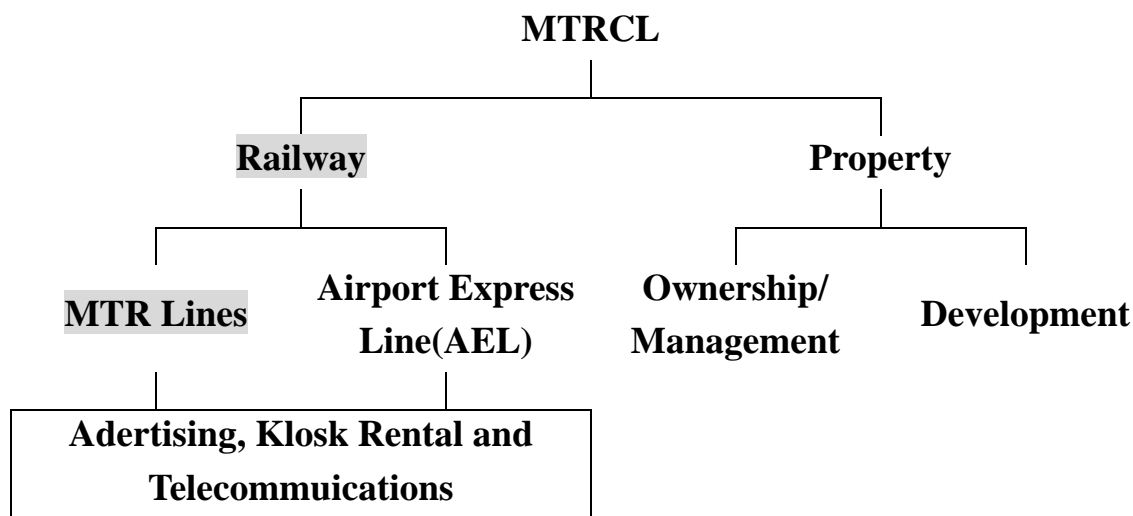 MTRCL
Railway
Property
MTR Lines
Airport Express
Line(AEL)
Ownership/
Management
Development
Adertising, Klosk Rental and
Telecommuications